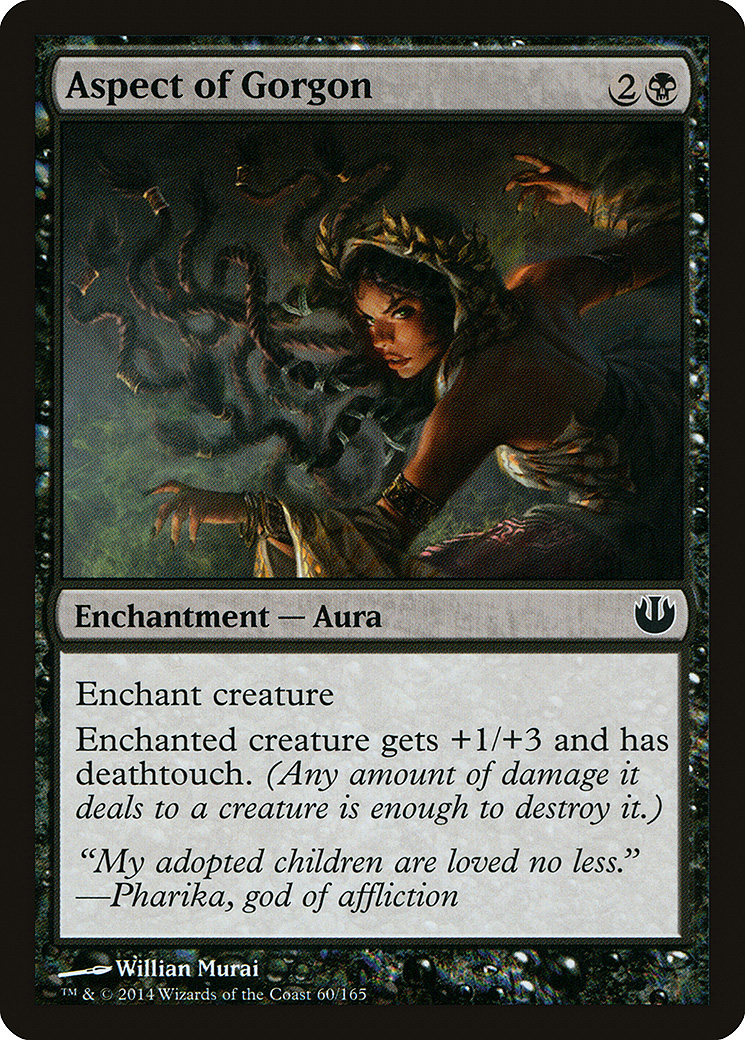 Aspect of Gorgon 2
Enchantment — Aura
Enchant creature
Enchanted creature gets +1/+3 and has
deathtouch. (Any amount of damage it
deals to a creature is enough to destroy it.)
“My adopted children are loved no less.”
—Pharika, god of affliction
Willian Murai
™ & © 2014 Wizards of the Coast 60/165